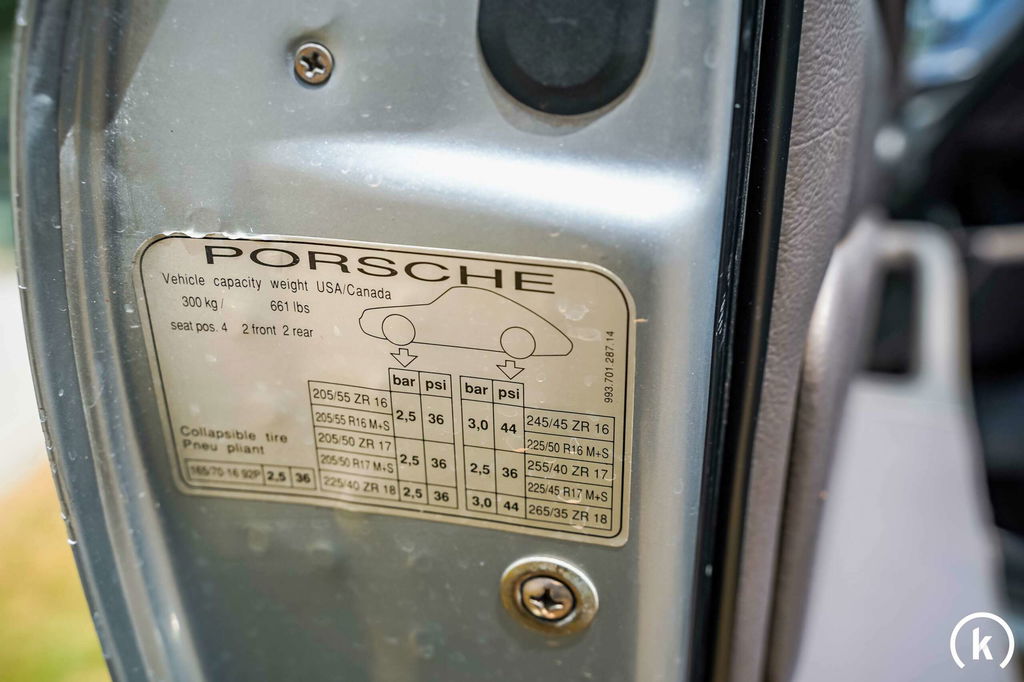 PORSCHE
Vehicle capacity weight USA/Canada
300 kg/ 661 lbs
seat pos. 4 2 front 2 rear
993.701.287.14
bar psi bar psi
205/55 ZR 16 2,5 36 3,0 44 245/45 ZR 16
205/55 R16 M+S 225/50 R16 M+S
205/50 ZR 17 2,5 36 2,5 36 255/40 ZR 17
205/50 R17 M+S 225/45 R17 M+S
225/40 ZR 18 2,5 36 3,0 44 265/35 ZR 18
Collapsible tire
Pneu pliant
165/70-16 92P 2,5 36
k